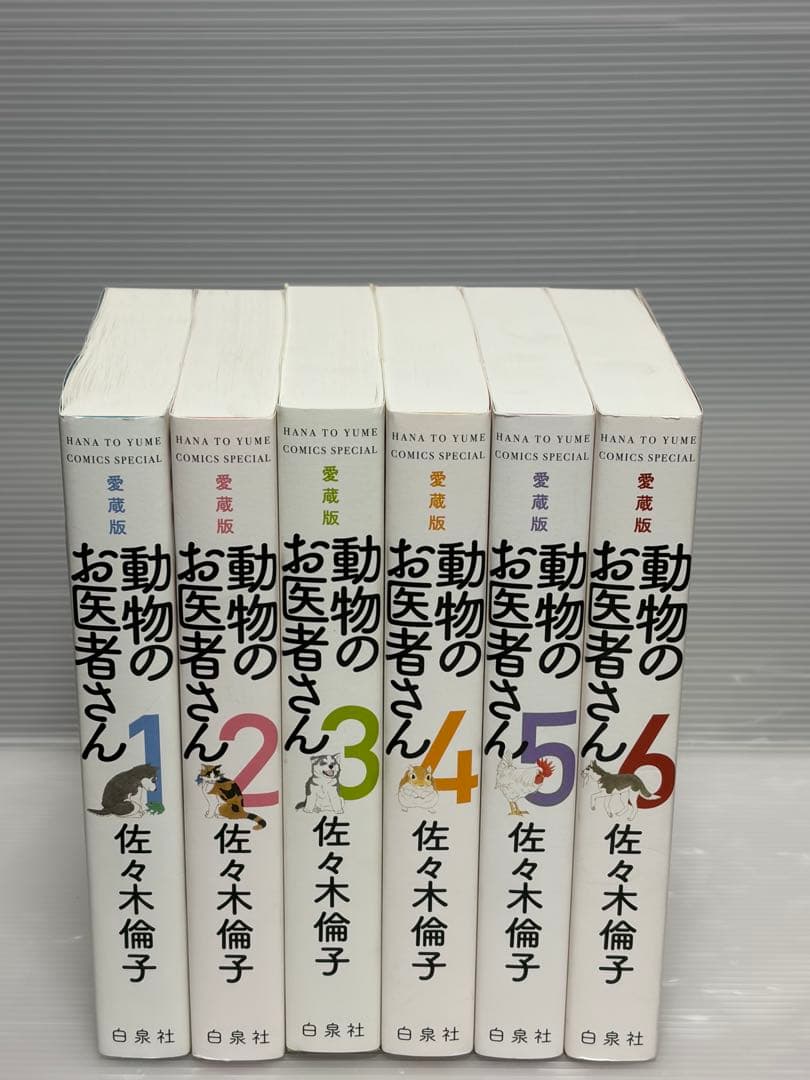 HANA TO YUME
COMICS SPECIAL
愛蔵版
動物の
お医者さん
1
佐々木倫子
白泉社
HANA TO YUME
COMICS SPECIAL
愛蔵版
動物の
お医者さん
2
佐々木倫子
白泉社
HANA TO YUME
COMICS SPECIAL
愛蔵版
動物の
お医者さん
3
佐々木倫子
白泉社
HANA TO YUME
COMICS SPECIAL
愛蔵版
動物の
お医者さん
4
佐々木倫子
白泉社
HANA TO YUME
COMICS SPECIAL
愛蔵版
動物の
お医者さん
5
佐々木倫子
白泉社
HANA TO YUME
COMICS SPECIAL
愛蔵版
動物の
お医者さん
6
佐々木倫子
白泉社